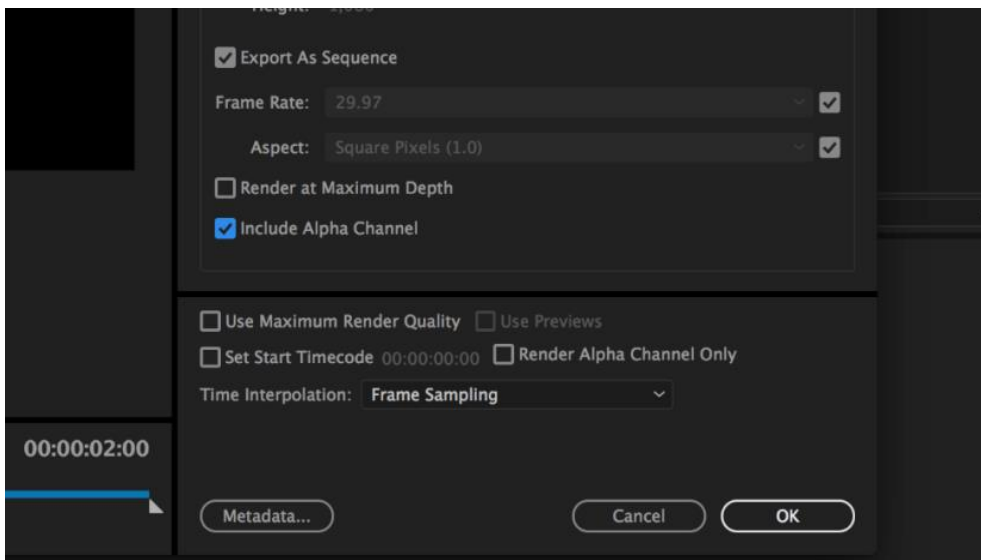 Export As Sequence
Frame Rate: 29.97
Aspect: Square Pixels (1.0)
Render at Maximum Depth
Include Alpha Channel
Use Maximum Render Quality Use Previews
Set Start Timecode 00:00:00:00 Render Alpha Channel Only
Time Interpolation: Frame Sampling
00:00:02:00
Metadata... Cancel OK